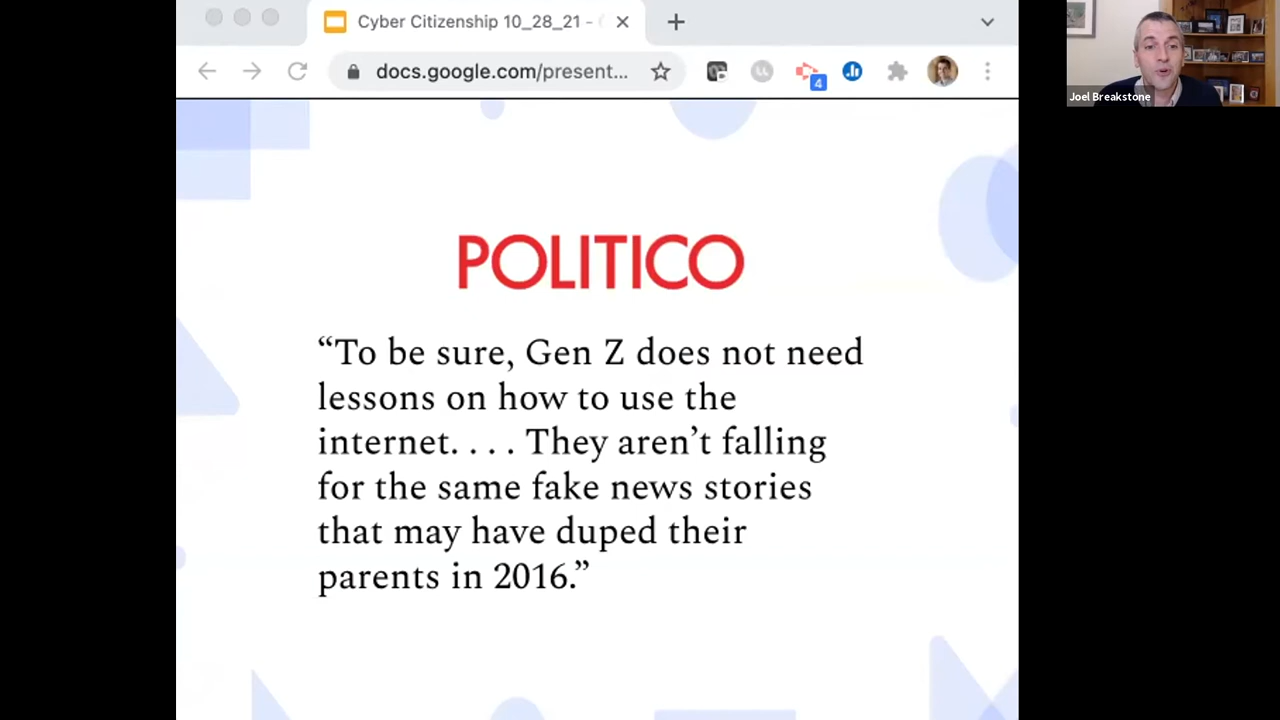 Cyber Citizenship 10_28_21 -
docs.google.com/present...
4
Joel Breakstone
POLITICO
“To be sure, Gen Z does not need
lessons on how to use the
internet. . . . They aren’t falling
for the same fake news stories
that may have duped their
parents in 2016.”